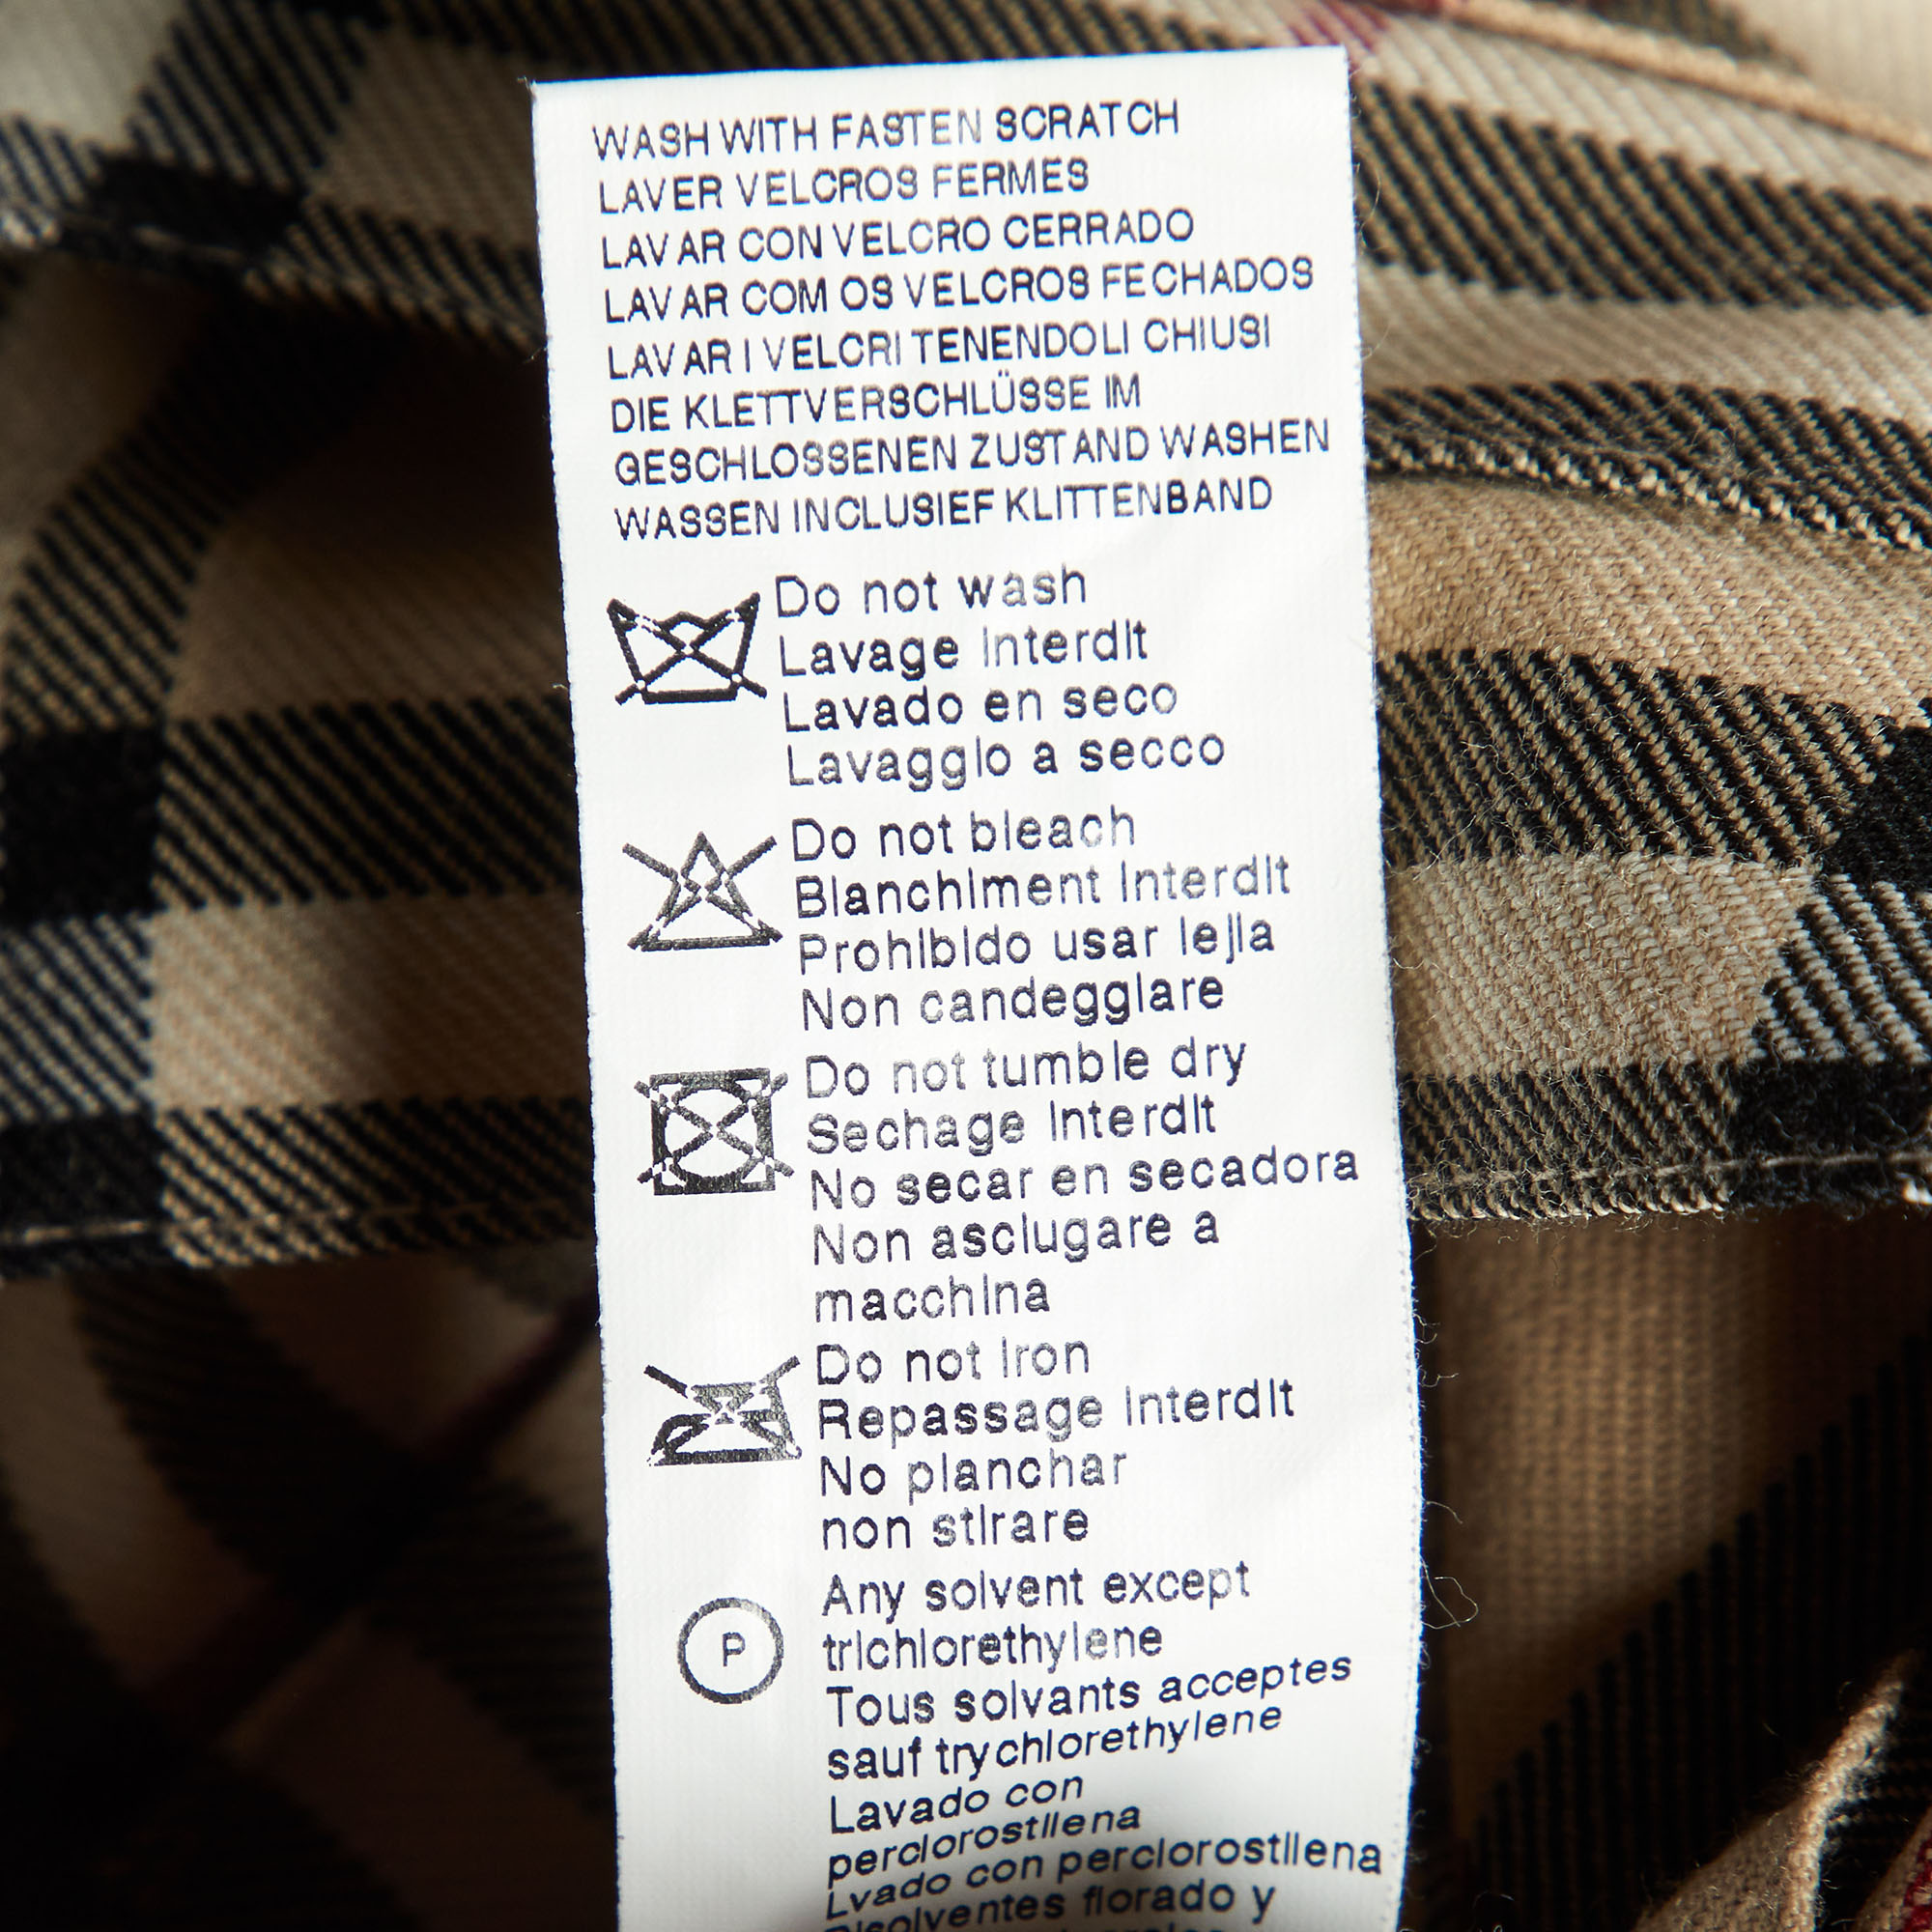 WASH WITH FASTEN SCRATCH
LAVER VELCROS FERMES
LAVAR CON VELCRO CERRADO
LAVAR COM OS VELCROS FECHADOS
LAVAR I VELCRI TENENDOLI CHIUSI
DIE KLETTVERSCHLÜSSE IM
GESCHLOSSENEN ZUSTAND WASHEN
WASSEN INCLUSIEF KLITTENBAND
Do not wash
Lavage interdit
Lavado en seco
Lavaggio a secco
Do not bleach
Blanchiment interdit
Prohibido usar lejia
Non candeggiare
Do not tumble dry
Sechage interdit
No secar en secadora
Non asciugare a
macchina
Do not iron
Repassage interdit
No planchar
non stirare
P
Any solvent except
trichlorethylene
Tous solvants acceptes
sauf trychlorethylene
Lavado con
perclorostilena
Lvado con perclorostilena
Disolventes florado y